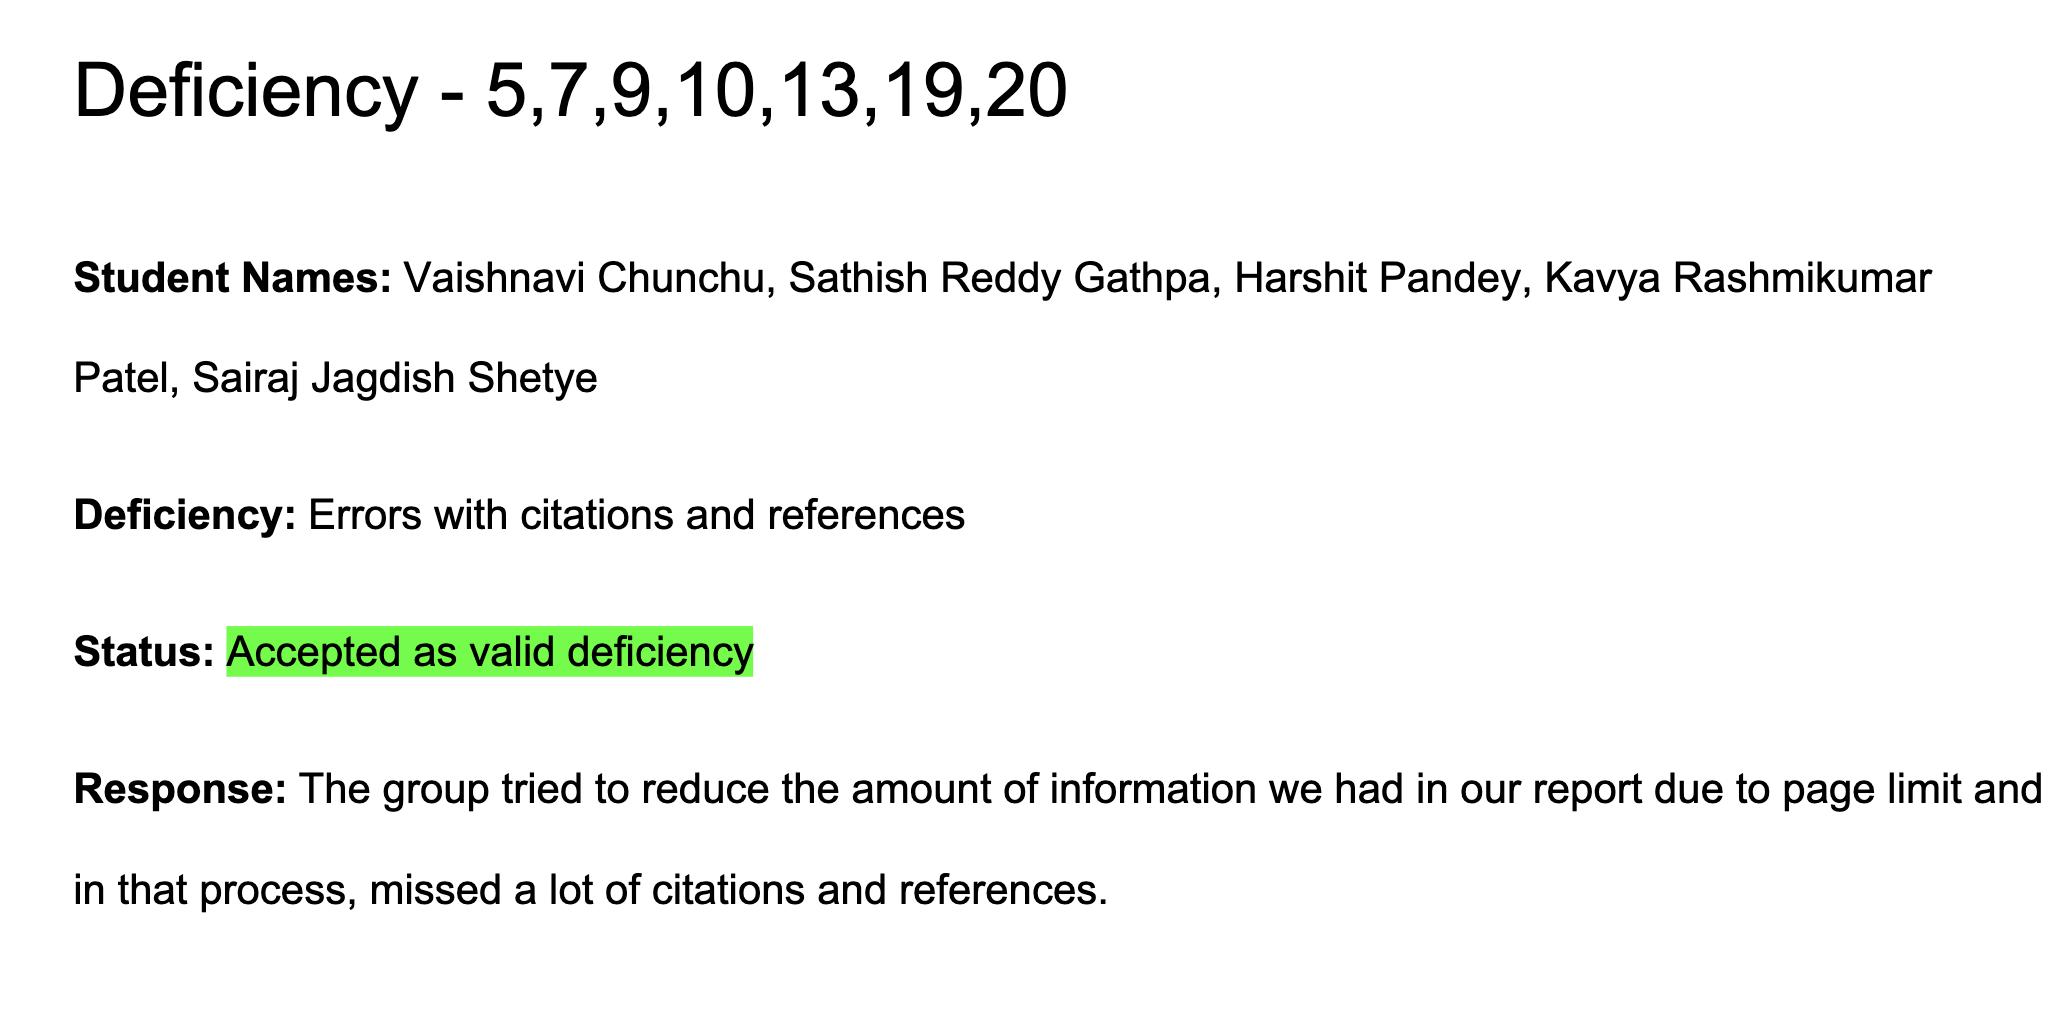 Deficiency - 5,7,9,10,13,19,20
Student Names: Vaishnavi Chunchu, Sathish Reddy Gathpa, Harshit Pandey, Kavya Rashmikumar
Patel, Sairaj Jagdish Shetye
Deficiency: Errors with citations and references
Status: Accepted as valid deficiency
Response: The group tried to reduce the amount of information we had in our report due to page limit and
in that process, missed a lot of citations and references.